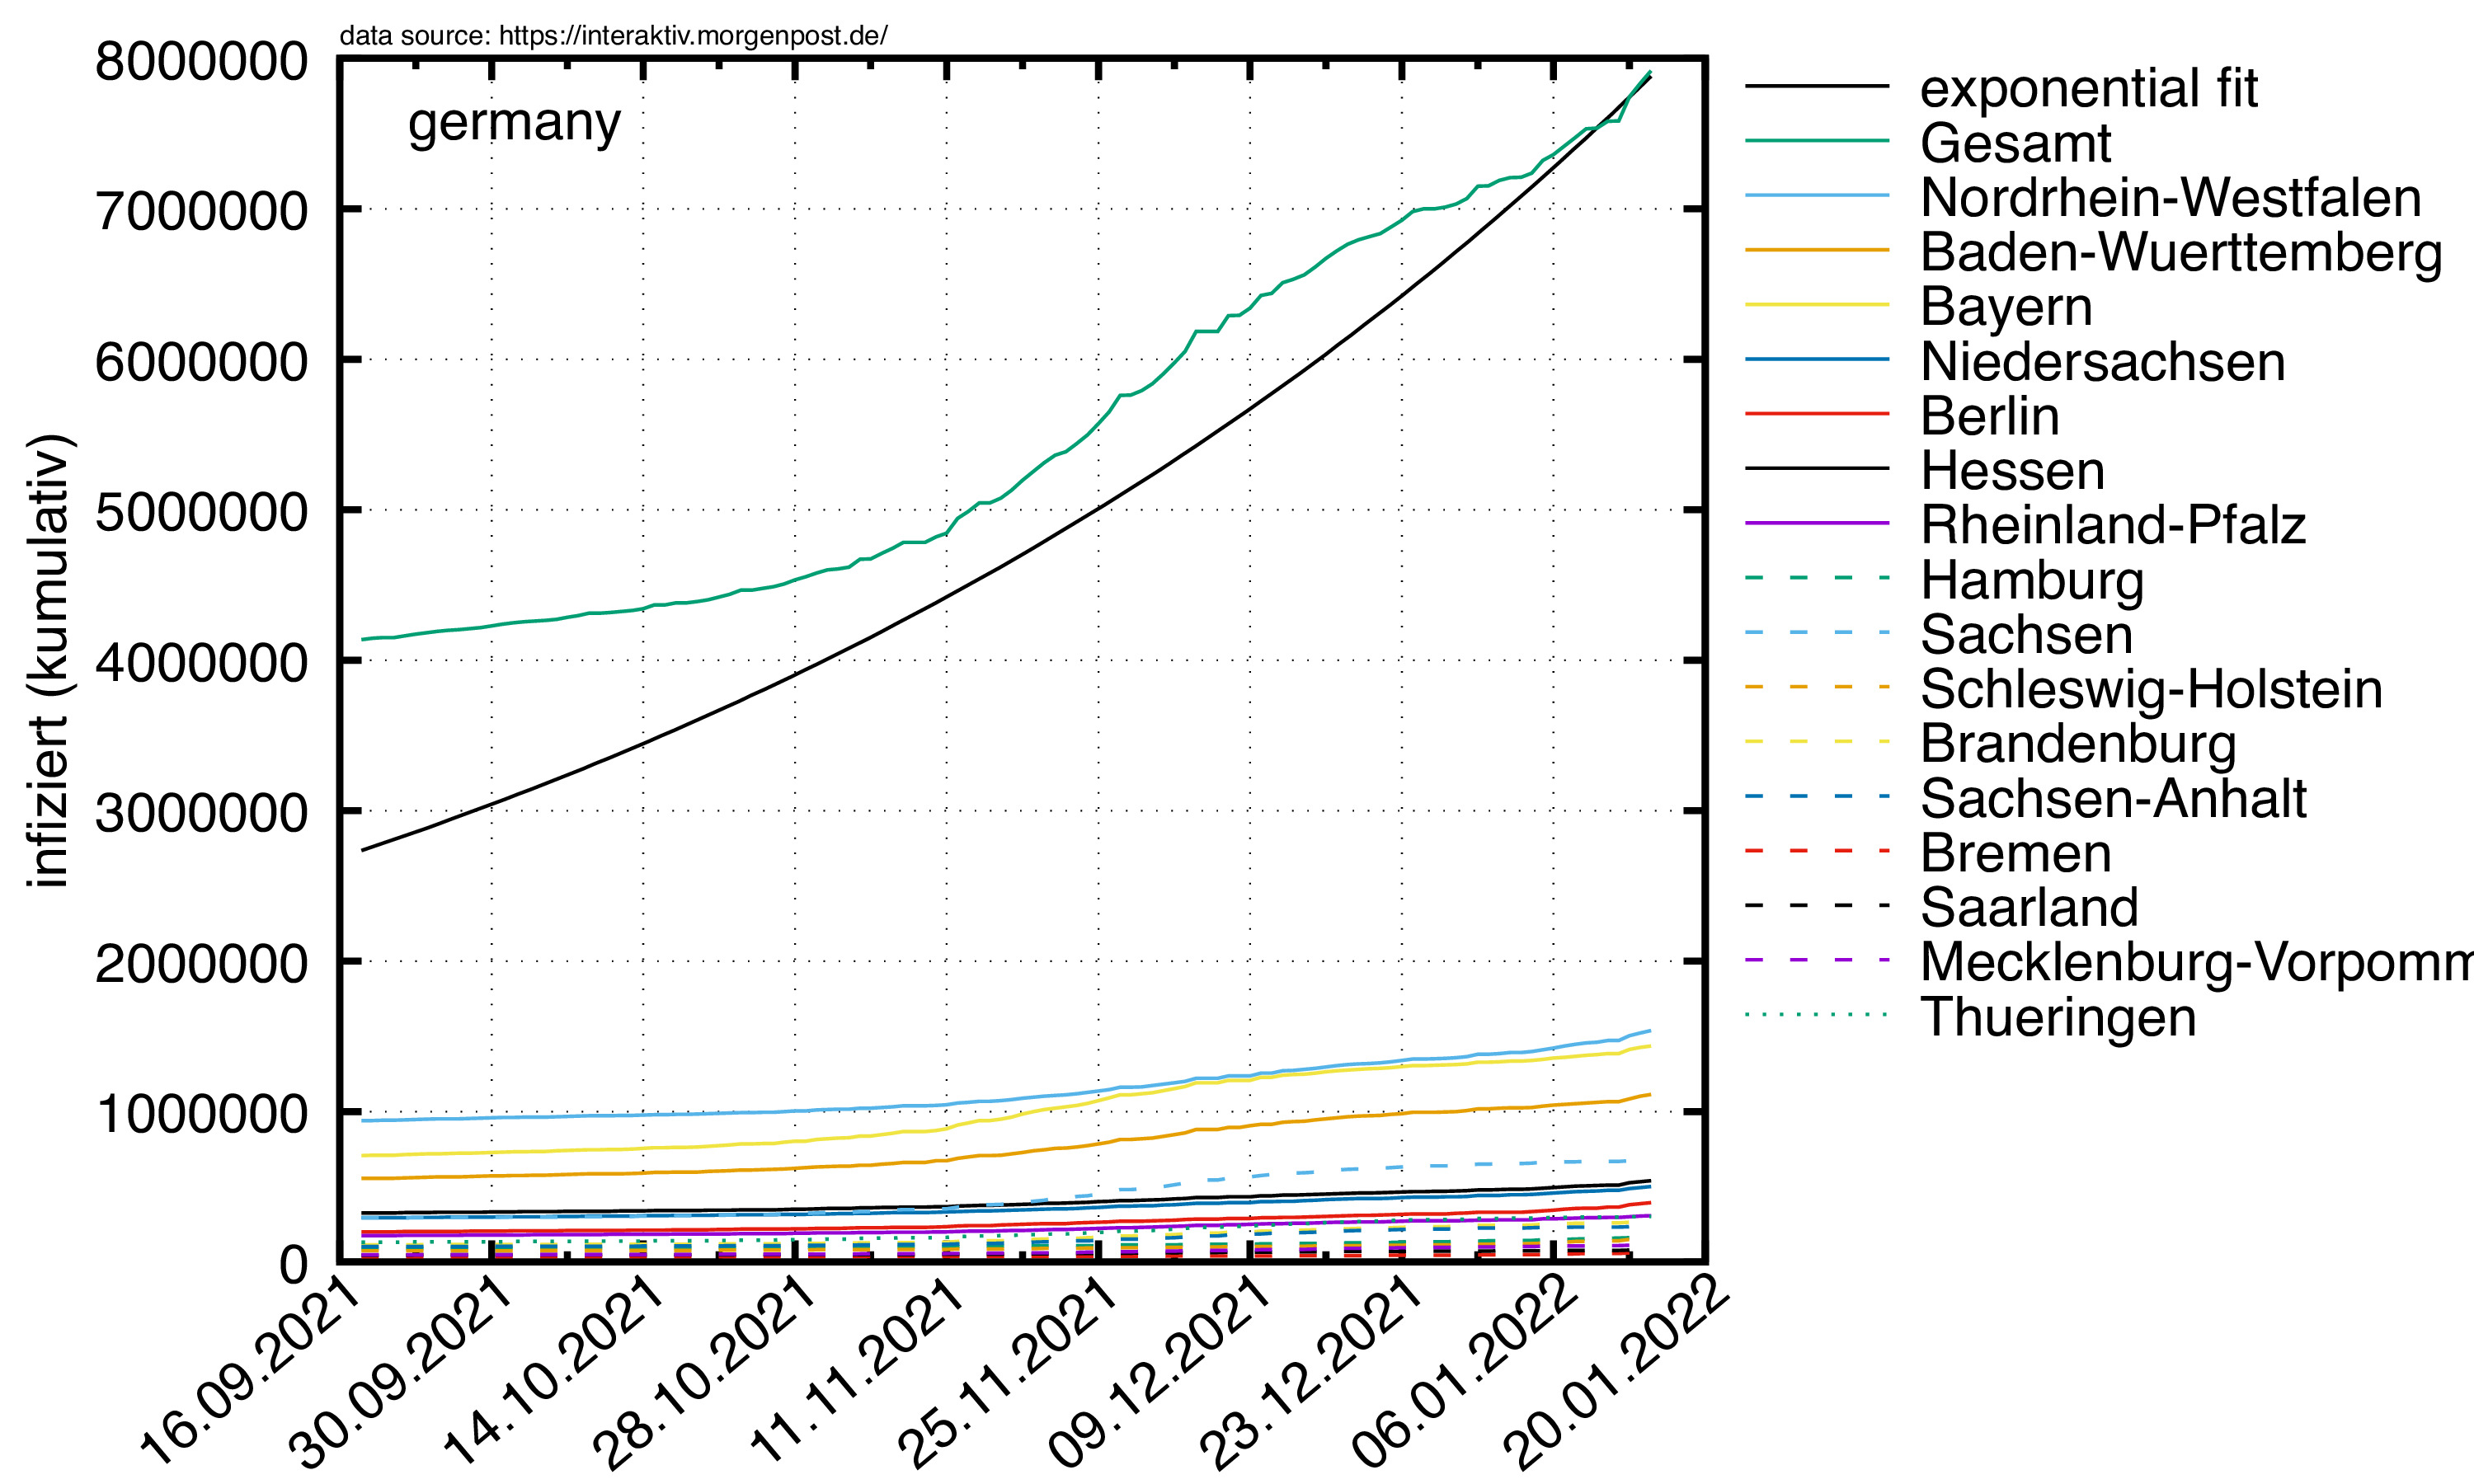 data source: https://interaktiv.morgenpost.de/
8000000
7000000
6000000
5000000
4000000
3000000
2000000
1000000
0
infiziert (kumulativ)
germany
exponential fit
Gesamt
Nordrhein-Westfalen
Baden-Wuerttemberg
Bayern
Niedersachsen
Berlin
Hessen
Rheinland-Pfalz
Hamburg
Sachsen
Schleswig-Holstein
Brandenburg
Sachsen-Anhalt
Bremen
Saarland
Mecklenburg-Vorpomm
Thueringen
16.09.2021
30.09.2021
14.10.2021
28.10.2021
11.11.2021
25.11.2021
09.12.2021
23.12.2021
06.01.2022
20.01.2022